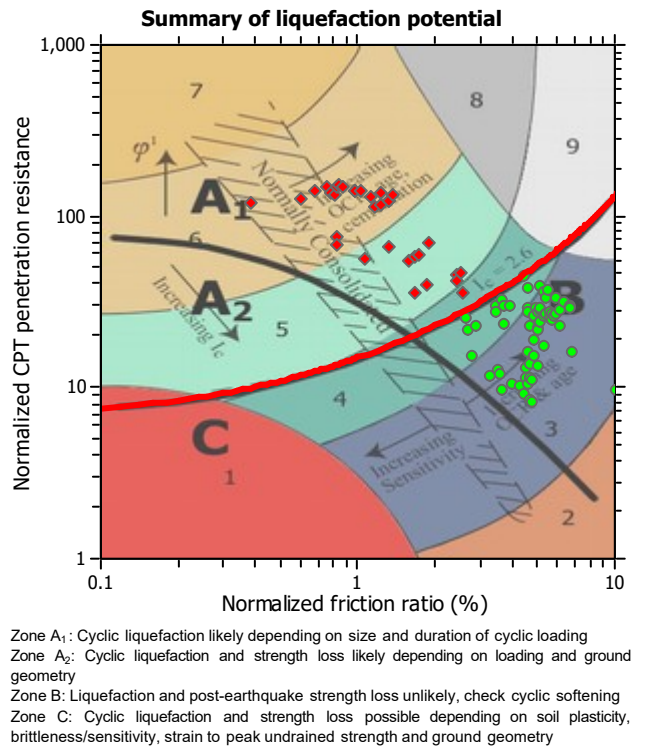 Summary of liquefaction potential
1,000
100
10
1
Normalized CPT penetration resistance
7
8
9
φ'
Increasing
OCR, age,
cementation
A1
Normally Consolidated
6
A2
Increasing Ic
5
Ic = 2.6
B
4
Increasing
OCR & age
C
1
Increasing
Sensitivity
3
2
0.1
1
10
Normalized friction ratio (%)
Zone A1: Cyclic liquefaction likely depending on size and duration of cyclic loading
Zone A2: Cyclic liquefaction and strength loss likely depending on loading and ground
geometry
Zone B: Liquefaction and post-earthquake strength loss unlikely, check cyclic softening
Zone C: Cyclic liquefaction and strength loss possible depending on soil plasticity,
brittleness/sensitivity, strain to peak undrained strength and ground geometry